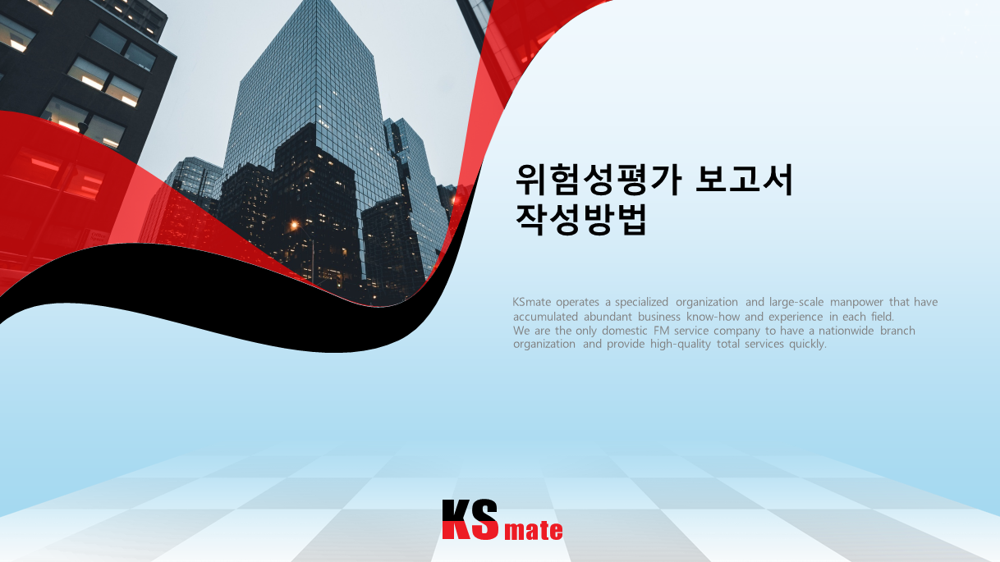 위험성평가 보고서
작성방법
KSmate operates a specialized organization and large-scale manpower that have
accumulated abundant business know-how and experience in each field.
We are the only domestic FM service company to have a nationwide branch
organization and provide high-quality total services quickly.
KS mate